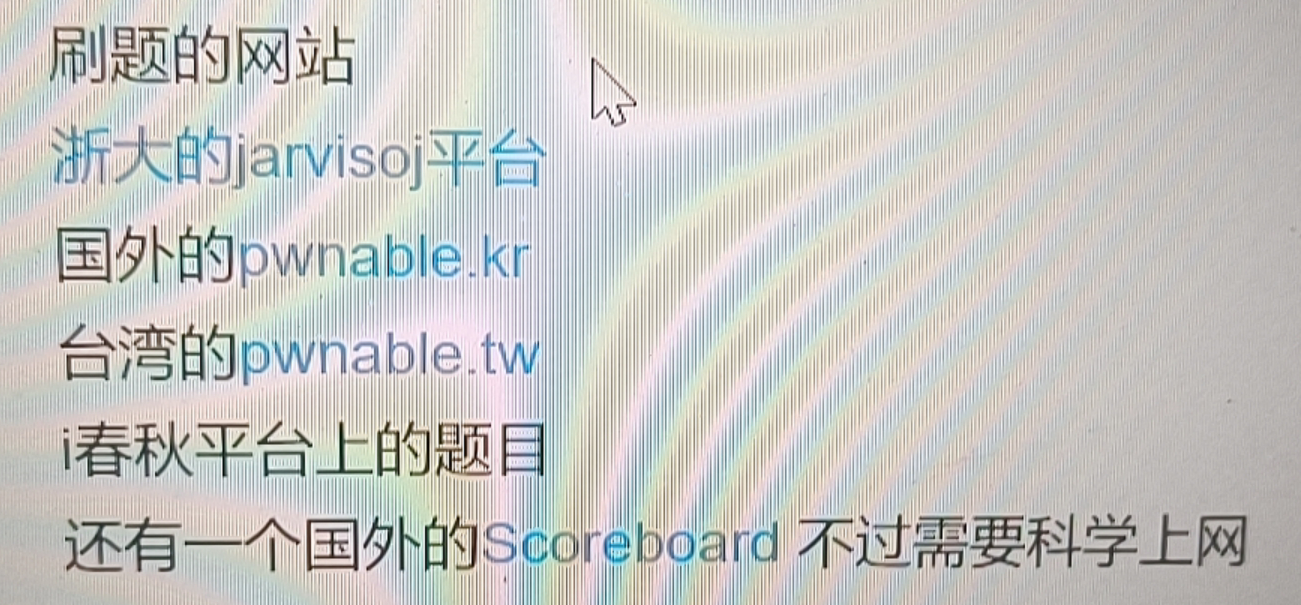 刷题的网站
浙大的jarvisoj平台
国外的pwnable.kr
台湾的pwnable.tw
i春秋平台上的题目
还有一个国外的Scoreboard 不过需要科学上网